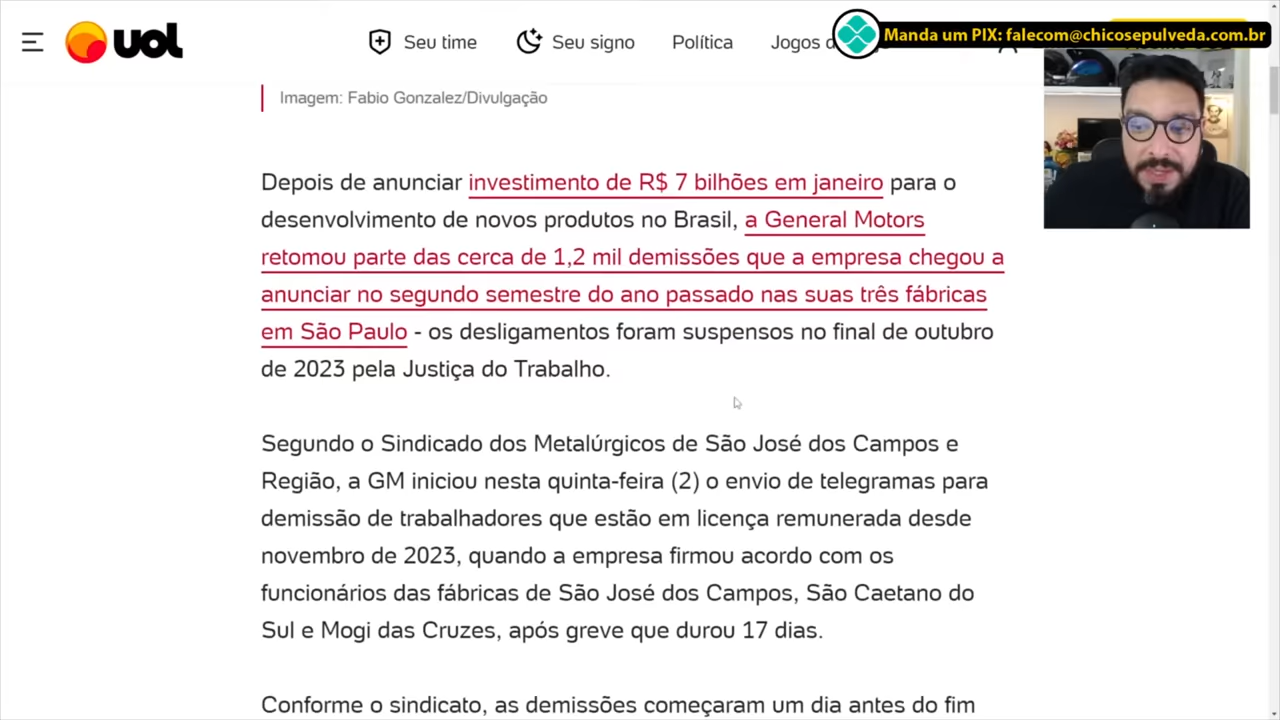 uol
Seu time
Seu signo
Política
Jogos d
Manda um PIX: falecom@chicosepulveda.com.br
Imagem: Fabio Gonzalez/Divulgação
Depois de anunciar investimento de R$ 7 bilhões em janeiro para o
desenvolvimento de novos produtos no Brasil, a General Motors
retomou parte das cerca de 1,2 mil demissões que a empresa chegou a
anunciar no segundo semestre do ano passado nas suas três fábricas
em São Paulo - os desligamentos foram suspensos no final de outubro
de 2023 pela Justiça do Trabalho.
Segundo o Sindicado dos Metalúrgicos de São José dos Campos e
Região, a GM iniciou nesta quinta-feira (2) o envio de telegramas para
demissão de trabalhadores que estão em licença remunerada desde
novembro de 2023, quando a empresa firmou acordo com os
funcionários das fábricas de São José dos Campos, São Caetano do
Sul e Mogi das Cruzes, após greve que durou 17 dias.
Conforme o sindicato, as demissões começaram um dia antes do fim